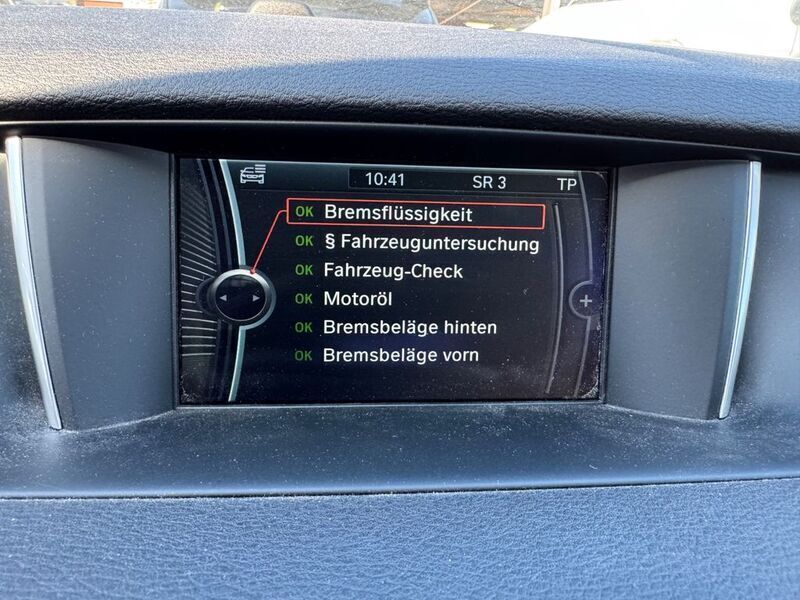 10:41 SR 3 TP
OK Bremsflüssigkeit
OK § Fahrzeuguntersuchung
OK Fahrzeug-Check
OK Motoröl
OK Bremsbeläge hinten
OK Bremsbeläge vorn